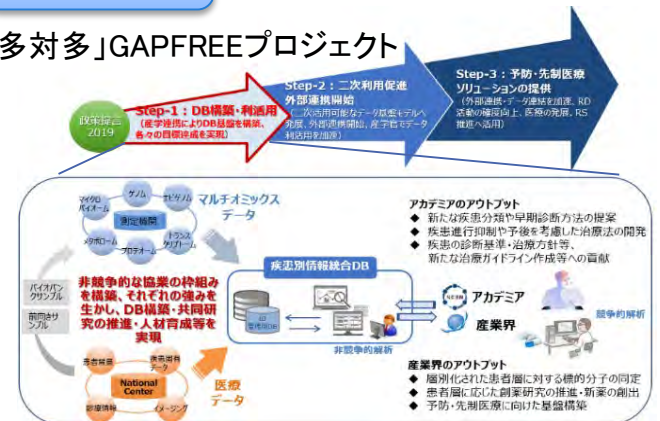 多対多」GAPFREEプロジェクト
政策提言
2019
Step-1：DB構築・利活用
（産学連携によりDB基盤を構築、
各々の目標達成を実現）
Step-2：二次利用促進
外部連携開始
（二次活用可能なデータ基盤モデルへ
発展、外部連携開始、産学官でデータ
利活用を加速）
Step-3：予防・先制医療
ソリューションの提供
（外部連携・データ連結を加速、RD
活動の確度向上、医療の発展、RS
推進へ活用）
マイクロ
バイオーム
ゲノム
エピゲノム
測定機関
メタボローム
プロテオーム
トランス
クリプトーム
マルチオミックス
データ
バイオバン
クサンプル
前向きサ
ンプル
非競争的な協業の枠組み
を構築、それぞれの強みを
生かし、DB構築・共同研
究の推進・人材育成等を
実現
患者背景
疾患固有
データ
National
Center
診療情報
イメージング
医療
データ
疾患別情報統合DB
非競争的解析
アカデミア
産業界
競争的解析
アカデミアのアウトプット
◆ 新たな疾患分類や早期診断方法の提案
◆ 疾患進行抑制や予後を考慮した治療法の開発
◆ 疾患の診断基準・治療方針等、
新たな治療ガイドライン作成等への貢献
産業界のアウトプット
◆ 層別化された患者層に対する標的分子の同定
◆ 患者層に応じた創薬研究の推進・新薬の創出
◆ 予防・先制医療に向けた基盤構築